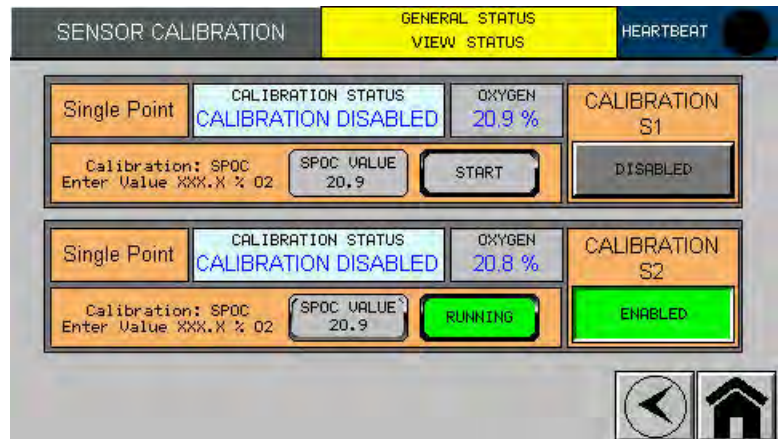 SENSOR CALIBRATION
GENERAL STATUS
VIEW STATUS
HEARTBEAT
Single Point
CALIBRATION STATUS
CALIBRATION DISABLED
OXYGEN
20.9 %
CALIBRATION
S1
Calibration: SPOC
Enter Value XXX.X % O2
SPOC VALUE
20.9
START
DISABLED
Single Point
CALIBRATION STATUS
CALIBRATION DISABLED
OXYGEN
20.8 %
CALIBRATION
S2
Calibration: SPOC
Enter Value XXX.X % O2
SPOC VALUE
20.9
RUNNING
ENABLED